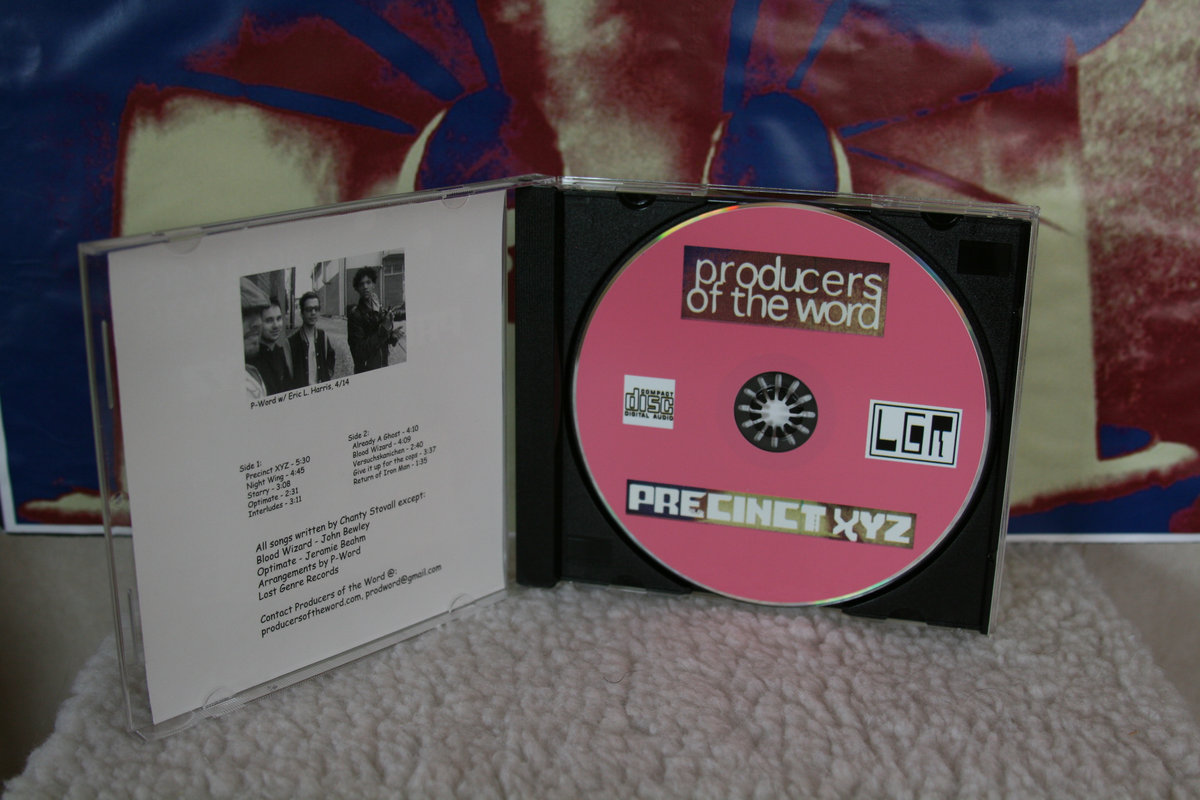 P-Word w/ Eric L. Harris, 4/14
Side 1:
Precinct XYZ - 5:30
Night Wing - 4:45
Starry - 3:08
Optimate - 2:31
Interludes - 3:11
Side 2:
Already A Ghost - 4:10
Blood Wizard - 4:09
Versuchskanichen - 2:40
Give it up for the cops - 3:37
Return of Iron Man - 1:35
All songs written by Chanty Stovall except:
Blood Wizard - John Bewley
Optimate - Jeramie Beahm
Arrangements by P-Word
Lost Genre Records
Contact Producers of the Word @:
producersoftheword.com, prodword@gmail.com
producers
of the word
COMPACT
disc
DIGITAL AUDIO
LGR
PRECINCT XYZ